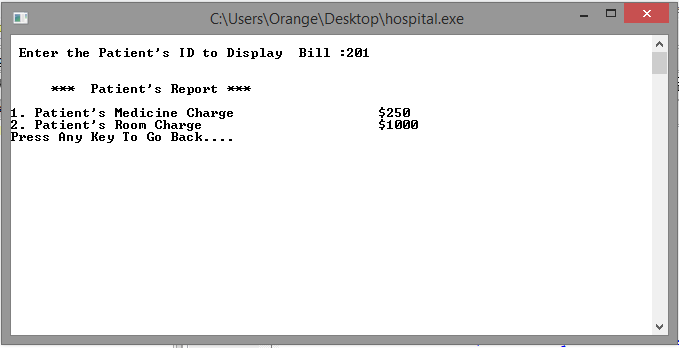 C:\Users\Orange\Desktop\hospital.exe
Enter the Patient's ID to Display  Bill :201
***  Patient's Report ***
1. Patient's Medicine Charge                  $250
2. Patient's Room Charge                      $1000
Press Any Key To Go Back....